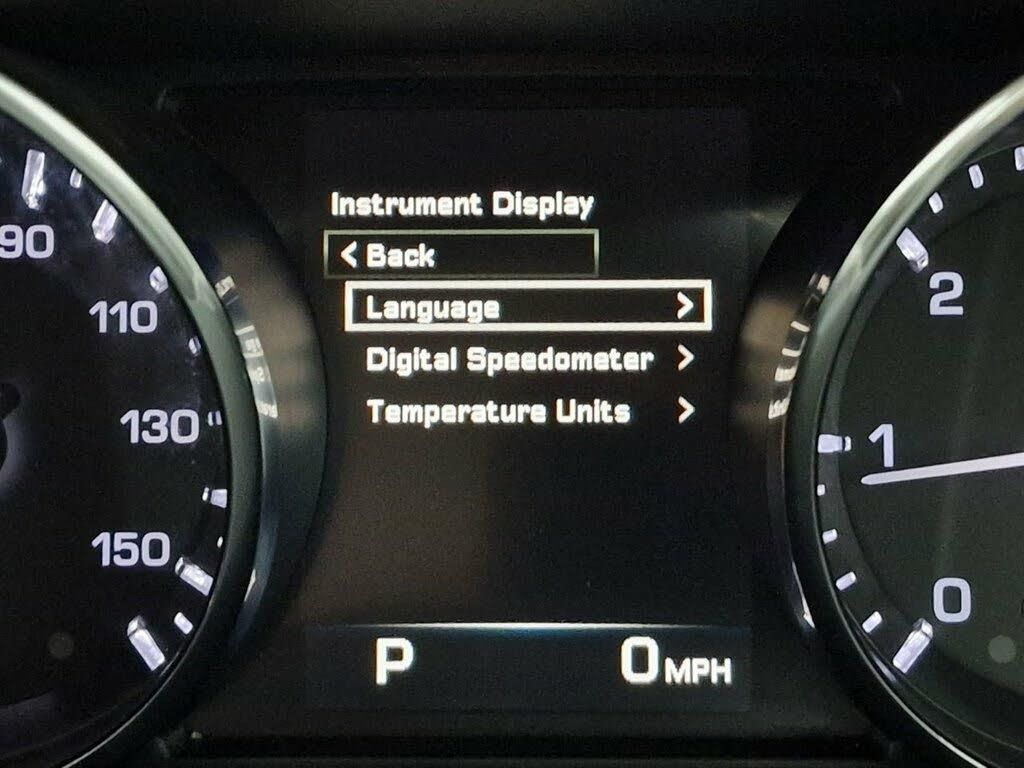 Instrument Display
< Back
Language >
Digital Speedometer >
Temperature Units >
P 0 MPH
90
110
130
150
2
1
0